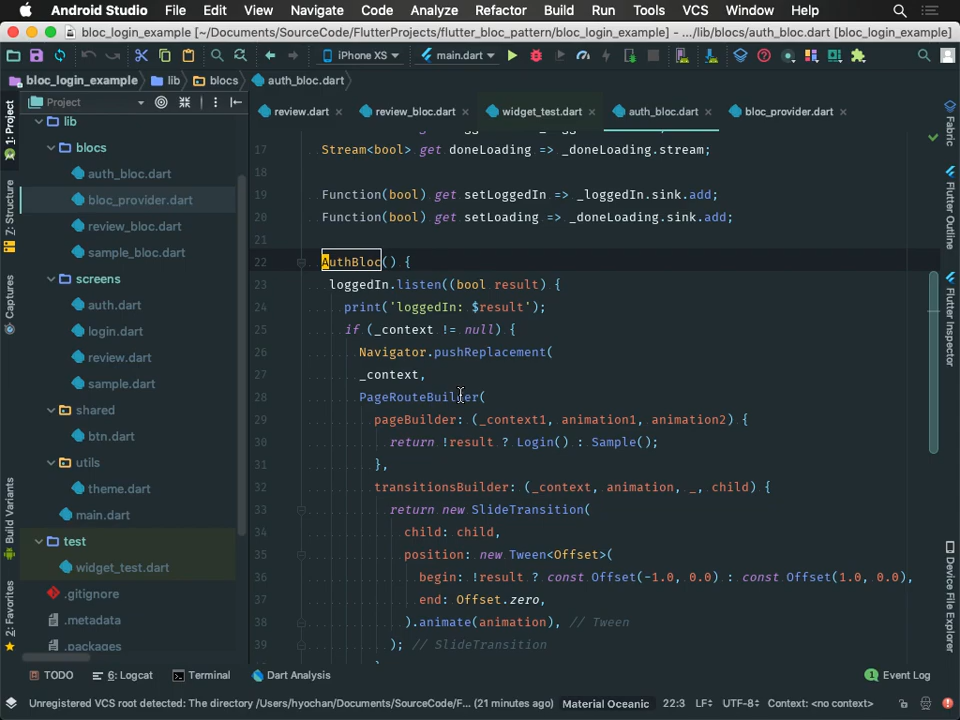 Android Studio File Edit View Navigate Code Analyze Refactor Build Run Tools VCS Window Help
bloc_login_example [~/Documents/SourceCode/FlutterProjects/flutter_bloc_pattern/bloc_login_example] - .../lib/blocs/auth_bloc.dart [bloc_login_example]
iPhone XS main.dart
bloc_login_example lib blocs auth_bloc.dart
Project
review.dart review_bloc.dart widget_test.dart auth_bloc.dart bloc_provider.dart
1: Project
Z: Structure
Captures
Build Variants
2: Favorites
lib
blocs
auth_bloc.dart
bloc_provider.dart
review_bloc.dart
sample_bloc.dart
screens
auth.dart
login.dart
review.dart
sample.dart
shared
btn.dart
utils
theme.dart
main.dart
test
widget_test.dart
.gitignore
.metadata
.packages
17 Stream<bool> get doneLoading => _doneLoading.stream;
18
19 Function(bool) get setLoggedIn => _loggedIn.sink.add;
20 Function(bool) get setLoading => _doneLoading.sink.add;
21
22 AuthBloc() {
23 loggedIn.listen((bool result) {
24 print('loggedIn: $result');
25 if (_context != null) {
26 Navigator.pushReplacement(
27 _context,
28 PageRouteBuilder(
29 pageBuilder: (_context1, animation1, animation2) {
30 return !result ? Login() : Sample();
31 },
32 transitionsBuilder: (_context, animation, _, child) {
33 return new SlideTransition(
34 child: child,
35 position: new Tween<Offset>(
36 begin: !result ? const Offset(-1.0, 0.0) : const Offset(1.0, 0.0),
37 end: Offset.zero,
38 ).animate(animation), // Tween
39 ); // SlideTransition
Fabric
Flutter Outline
Flutter Inspector
Device File Explorer
TODO 6: Logcat Terminal Dart Analysis 1 Event Log
Unregistered VCS root detected: The directory /Users/hyochan/Documents/SourceCode/F... (21 minutes ago) Material Oceanic 22:3 LF÷ UTF-8÷ Context: <no context>